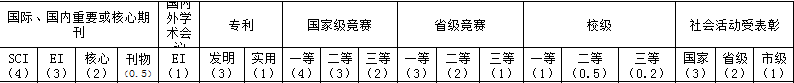 国际、国内重要或核心期刊
国内外学术会议
专利
国家级竞赛
省级竞赛
校级
社会活动受表彰
SCI
(4)
EI
(3)
核心
(2)
刊物
(0.5)
EI
(1)
发明
(3)
实用
(1)
一等
(4)
二等
(3)
三等
(2)
一等
(3)
二等
(2)
三等
(1)
一等
(1)
二等
(0.5)
三等
(0.2)
国家
(3)
省级
(2)
市级
(1)